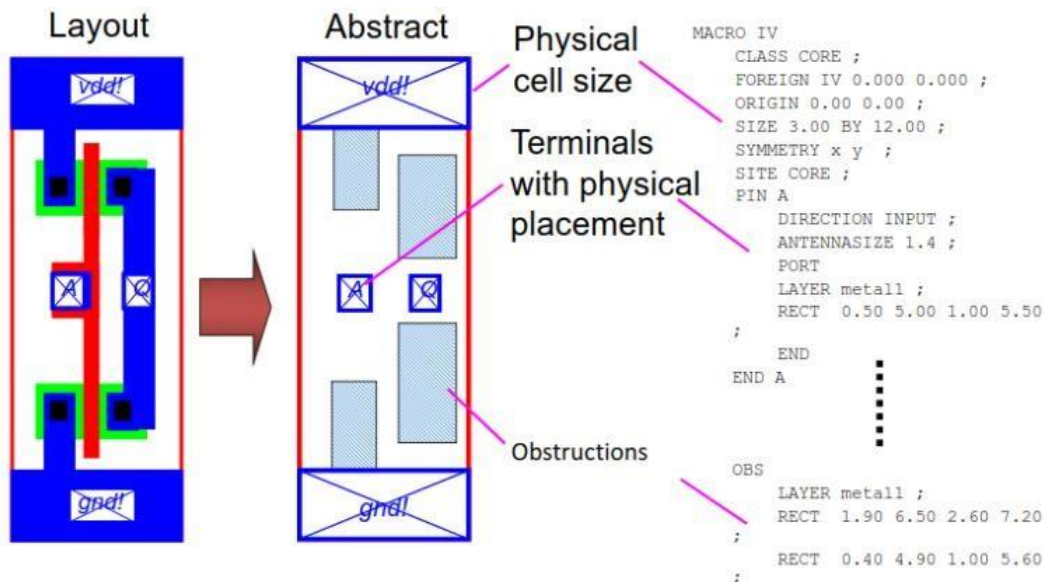 Layout
vdd!
A
Q
gnd!
Abstract
vdd!
A
Q
gnd!
Physical
cell size
Terminals
with physical
placement
Obstructions
MACRO IV
CLASS CORE ;
FOREIGN IV 0.000 0.000 ;
ORIGIN 0.00 0.00 ;
SIZE 3.00 BY 12.00 ;
SYMMETRY x y ;
SITE CORE ;
PIN A
DIRECTION INPUT ;
ANTENNASIZE 1.4 ;
PORT
LAYER metal1 ;
RECT 0.50 5.00 1.00 5.50
;
END
END A
OBS
LAYER metal1 ;
RECT 1.90 6.50 2.60 7.20
;
RECT 0.40 4.90 1.00 5.60
;